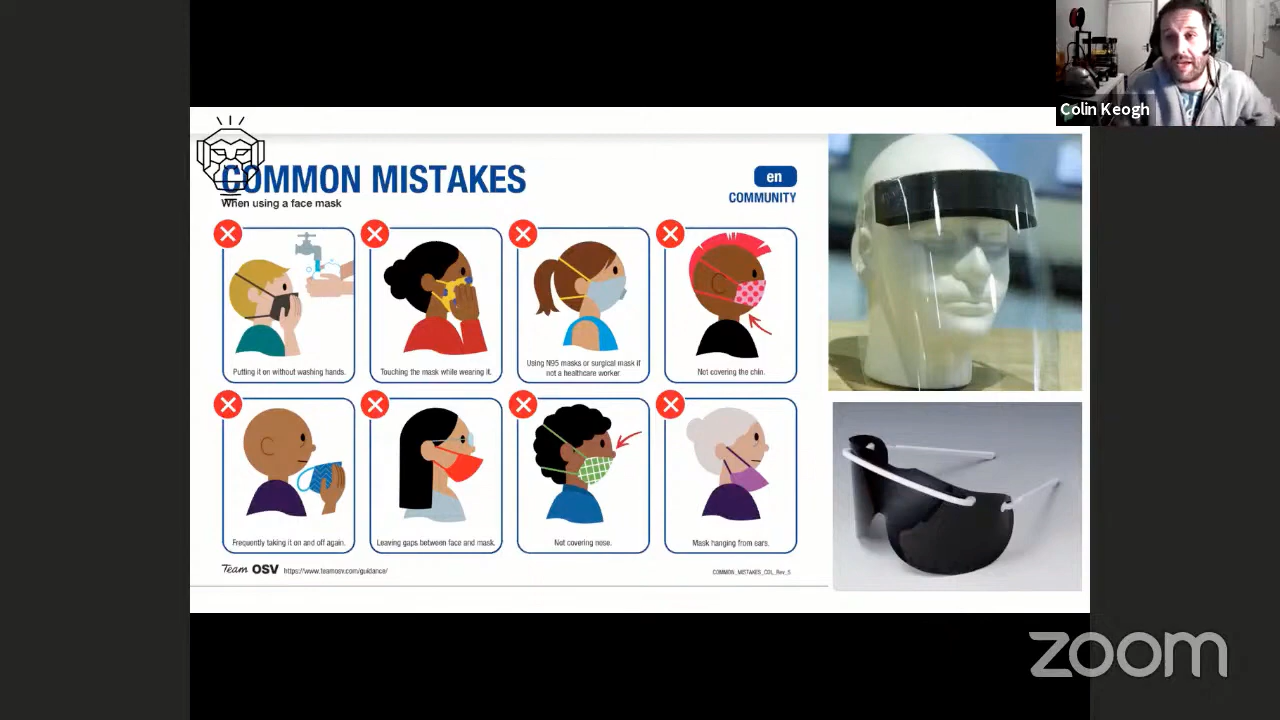 Colin Keogh
COMMON MISTAKES
When using a face mask
en
COMMUNITY
Putting it on without washing hands.
Touching the mask while wearing it.
Using N95 masks or surgical mask if
not a healthcare worker
Not covering the chin.
Frequently taking it on and off again.
Leaving gaps between face and mask.
Not covering nose.
Mask hanging from ears.
Team OSV https://www.teamosv.com/guidance/
COMMON_MISTAKES_COL_Rev_5
zoom